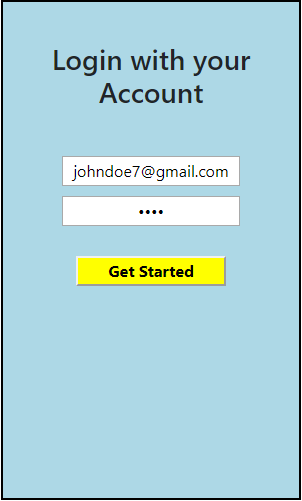 Login with your
Account
johndoe7@gmail.com
••••
Get Started